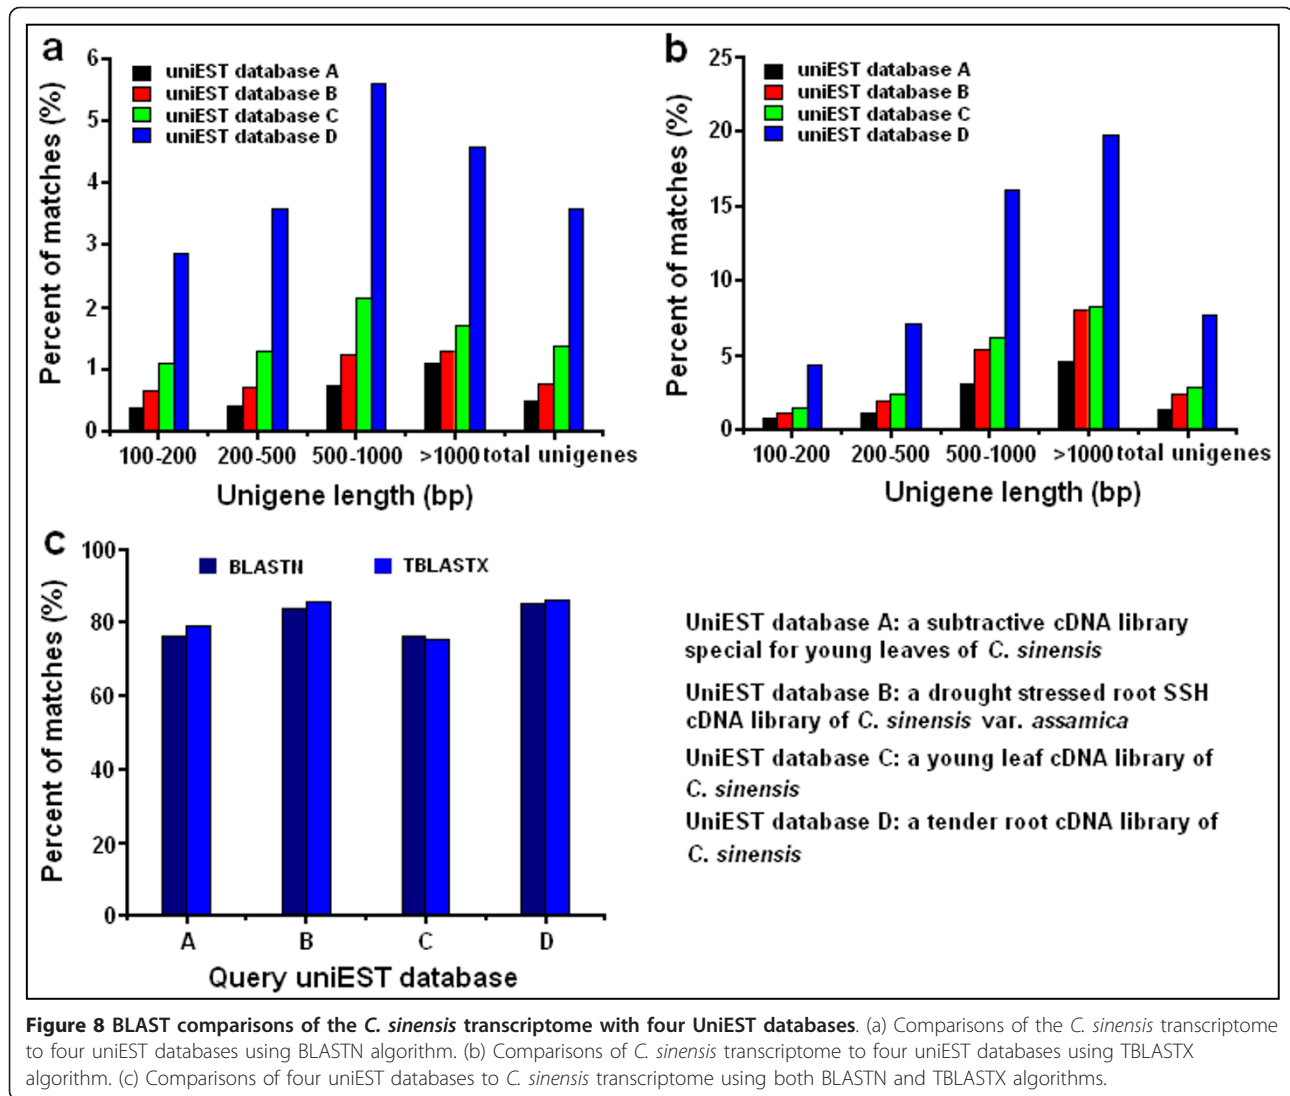 a
6
5
4
3
2
1
0
Percent of matches (%)
uniEST database A
uniEST database B
uniEST database C
uniEST database D
100-200 200-500 500-1000 >1000 total unigenes
Unigene length (bp)
b
25
20
15
10
5
0
Percent of matches (%)
uniEST database A
uniEST database B
uniEST database C
uniEST database D
100-200 200-500 500-1000 >1000 total unigenes
Unigene length (bp)
c
100
80
60
40
20
0
Percent of matches (%)
BLASTN TBLASTX
A B C D
Query uniEST database
UniEST database A: a subtractive cDNA library
special for young leaves of C. sinensis
UniEST database B: a drought stressed root SSH
cDNA library of C. sinensis var. assamica
UniEST database C: a young leaf cDNA library of
C. sinensis
UniEST database D: a tender root cDNA library of
C. sinensis
Figure 8 BLAST comparisons of the C. sinensis transcriptome with four UniEST databases. (a) Comparisons of the C. sinensis transcriptome
to four uniEST databases using BLASTN algorithm. (b) Comparisons of C. sinensis transcriptome to four uniEST databases using TBLASTX
algorithm. (c) Comparisons of four uniEST databases to C. sinensis transcriptome using both BLASTN and TBLASTX algorithms.